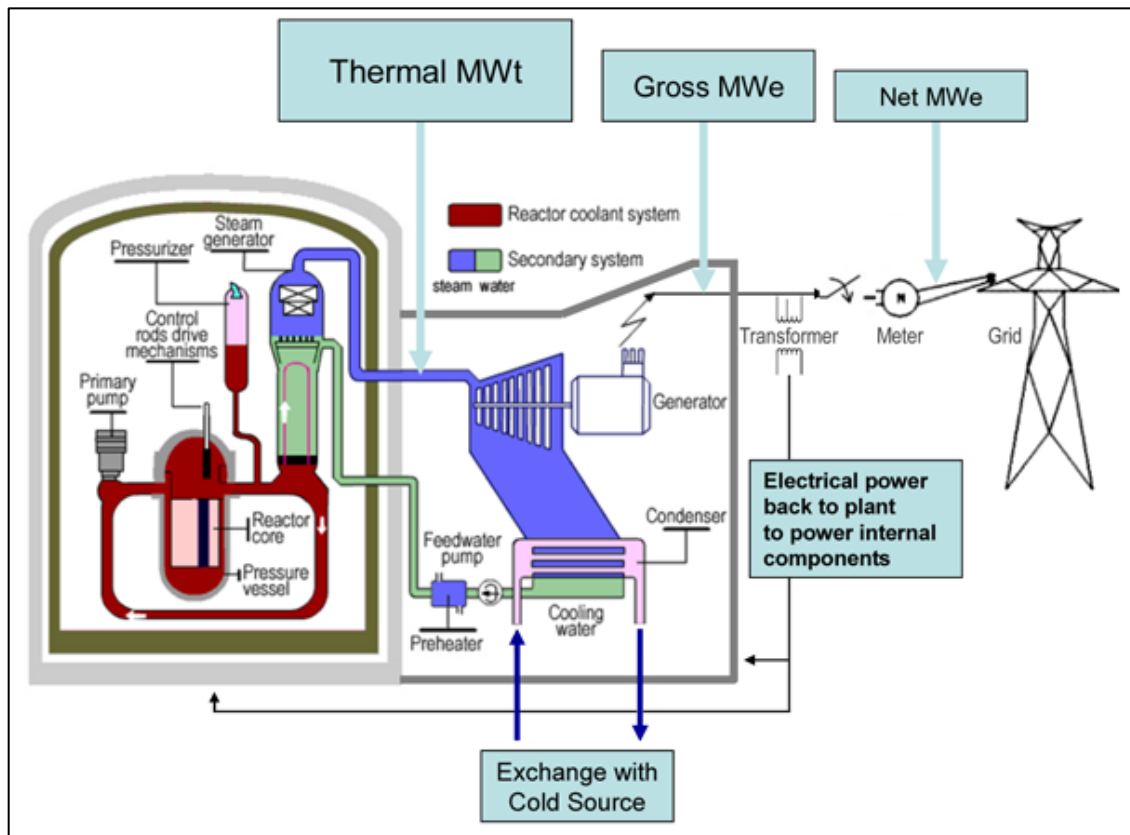 Thermal MWt
Gross MWe
Net MWe
Reactor coolant system
Secondary system
steam water
Steam
generator
Pressurizer
Control
rods drive
mechanisms
Primary
pump
Reactor
core
Pressure
vessel
Feedwater
pump
Preheater
Condenser
Cooling
water
Generator
Transformer
Meter
Grid
Electrical power
back to plant
to power internal
components
Exchange with
Cold Source